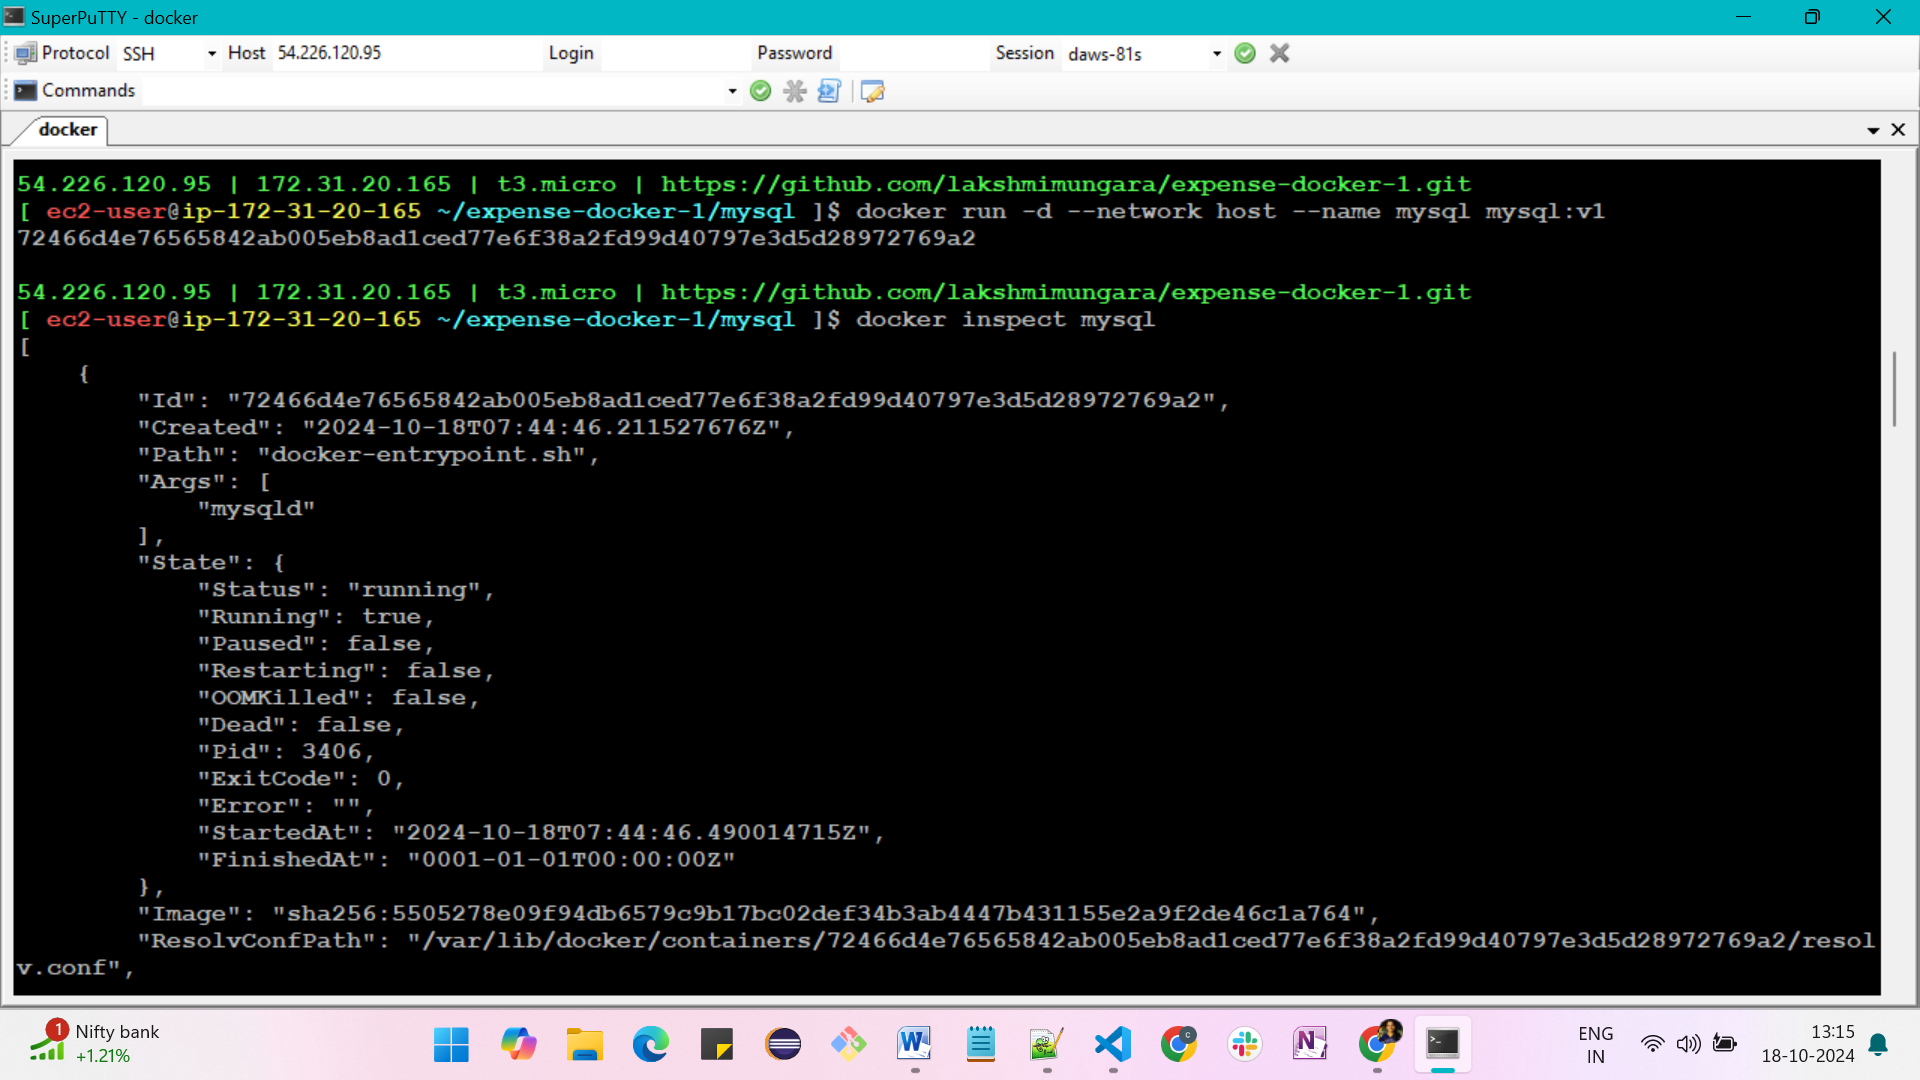 SuperPuTTY - docker
Protocol SSH Host 54.226.120.95 Login Password Session daws-81s
Commands
docker
54.226.120.95 | 172.31.20.165 | t3.micro | https://github.com/lakshmimungara/expense-docker-1.git
[ ec2-user@ip-172-31-20-165 ~/expense-docker-1/mysql ]$ docker run -d --network host --name mysql mysql:v1
72466d4e76565842ab005eb8ad1ced77e6f38a2fd99d40797e3d5d28972769a2
54.226.120.95 | 172.31.20.165 | t3.micro | https://github.com/lakshmimungara/expense-docker-1.git
[ ec2-user@ip-172-31-20-165 ~/expense-docker-1/mysql ]$ docker inspect mysql
[
{
"Id": "72466d4e76565842ab005eb8ad1ced77e6f38a2fd99d40797e3d5d28972769a2",
"Created": "2024-10-18T07:44:46.211527676Z",
"Path": "docker-entrypoint.sh",
"Args": [
"mysqld"
],
"State": {
"Status": "running",
"Running": true,
"Paused": false,
"Restarting": false,
"OOMKilled": false,
"Dead": false,
"Pid": 3406,
"ExitCode": 0,
"Error": "",
"StartedAt": "2024-10-18T07:44:46.490014715Z",
"FinishedAt": "0001-01-01T00:00:00Z"
},
"Image": "sha256:5505278e09f94db6579c9b17bc02def34b3ab4447b431155e2a9f2de46c1a764",
"ResolvConfPath": "/var/lib/docker/containers/72466d4e76565842ab005eb8ad1ced77e6f38a2fd99d40797e3d5d28972769a2/resol
v.conf",
1 Nifty bank
+1.21%
ENG
IN
13:15
18-10-2024